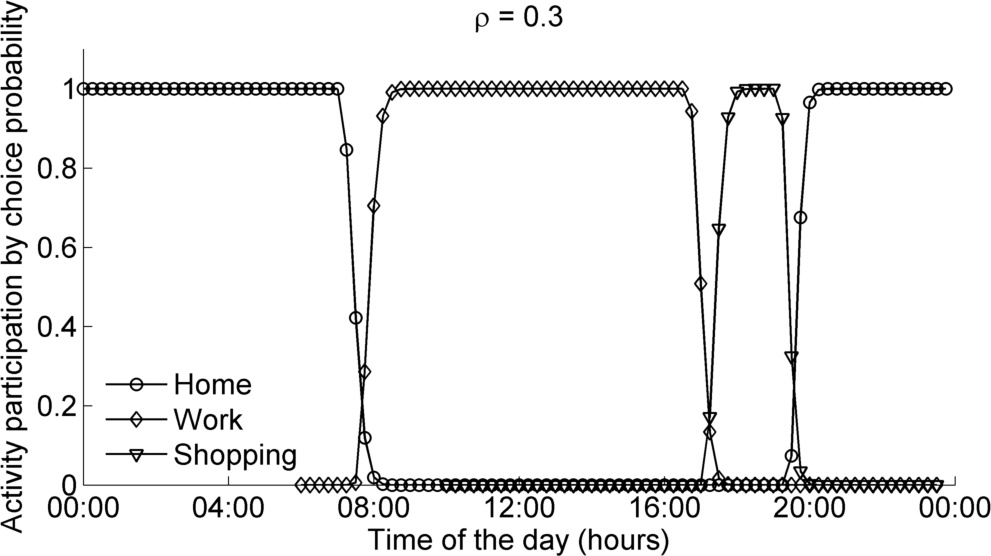 ρ = 0.3
Activity participation by choice probability
1
0.8
0.6
0.4
0.2
0
Home
Work
Shopping
00:00 04:00 08:00 12:00 16:00 20:00 00:00
Time of the day (hours)